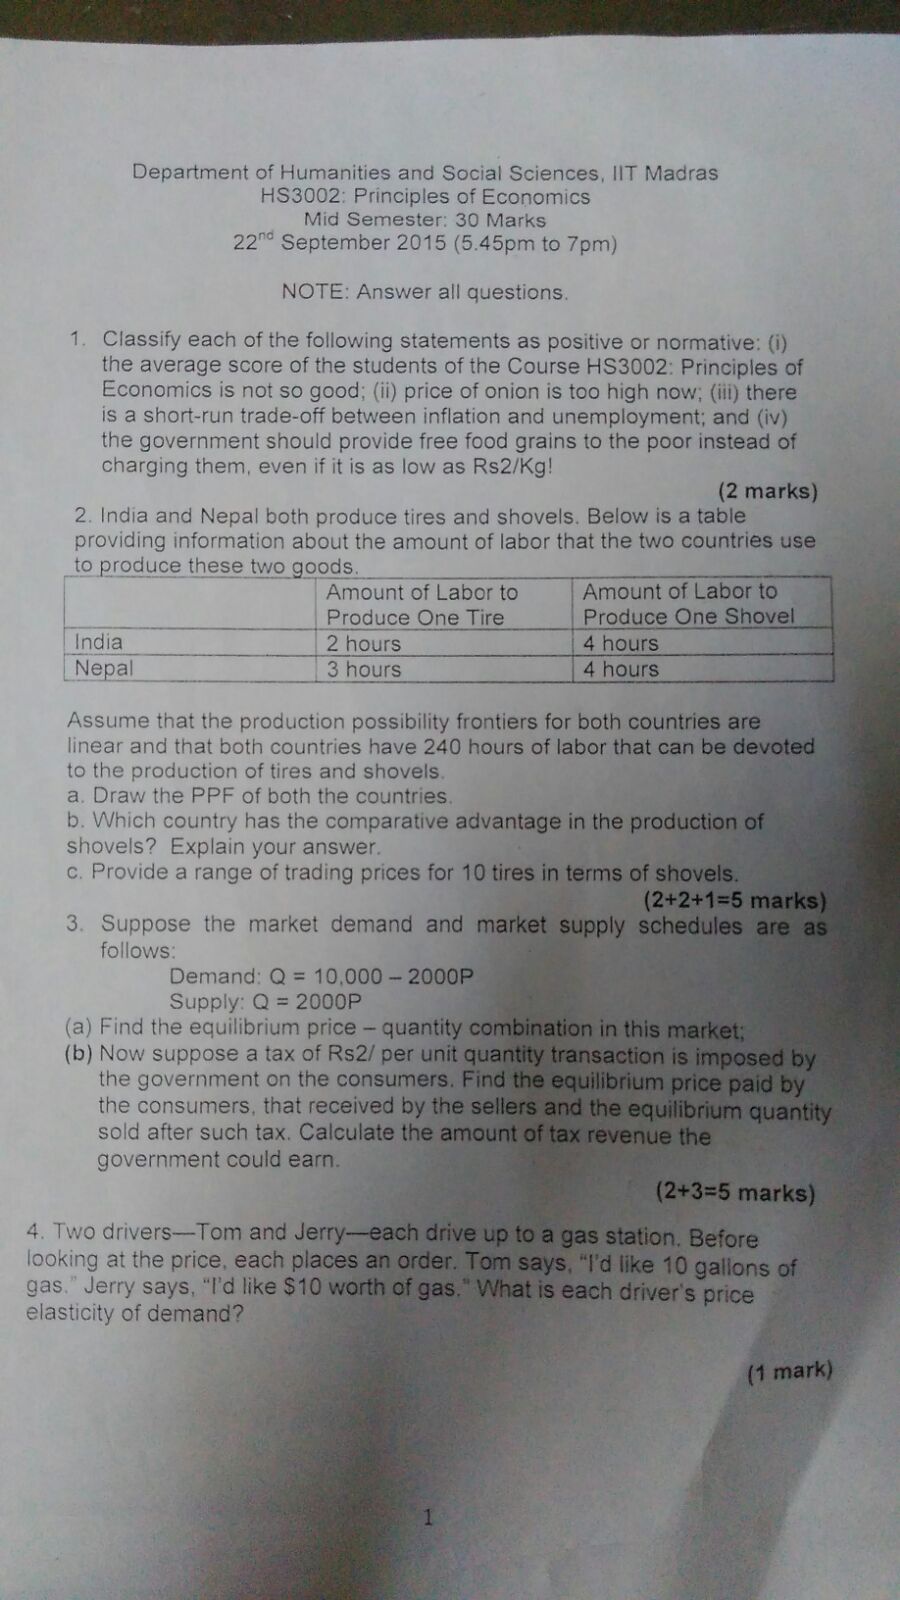 Department of Humanities and Social Sciences, IIT Madras
HS3002: Principles of Economics
Mid Semester: 30 Marks
22nd September 2015 (5.45pm to 7pm)
NOTE: Answer all questions.
1. Classify each of the following statements as positive or normative: (i)
the average score of the students of the Course HS3002: Principles of
Economics is not so good; (ii) price of onion is too high now; (iii) there
is a short-run trade-off between inflation and unemployment; and (iv)
the government should provide free food grains to the poor instead of
charging them, even if it is as low as Rs2/Kg!
(2 marks)
2. India and Nepal both produce tires and shovels. Below is a table
providing information about the amount of labor that the two countries use
to produce these two goods.
Amount of Labor to Amount of Labor to
Produce One Tire Produce One Shovel
India 2 hours 4 hours
Nepal 3 hours 4 hours
Assume that the production possibility frontiers for both countries are
linear and that both countries have 240 hours of labor that can be devoted
to the production of tires and shovels.
a. Draw the PPF of both the countries.
b. Which country has the comparative advantage in the production of
shovels? Explain your answer.
c. Provide a range of trading prices for 10 tires in terms of shovels.
(2+2+1=5 marks)
3. Suppose the market demand and market supply schedules are as
follows:
Demand: Q = 10,000 – 2000P
Supply: Q = 2000P
(a) Find the equilibrium price – quantity combination in this market;
(b) Now suppose a tax of Rs2/ per unit quantity transaction is imposed by
the government on the consumers. Find the equilibrium price paid by
the consumers, that received by the sellers and the equilibrium quantity
sold after such tax. Calculate the amount of tax revenue the
government could earn.
(2+3=5 marks)
4. Two drivers—Tom and Jerry—each drive up to a gas station. Before
looking at the price, each places an order. Tom says, “I'd like 10 gallons of
gas.” Jerry says, “I'd like $10 worth of gas.” What is each driver's price
elasticity of demand?
(1 mark)
1